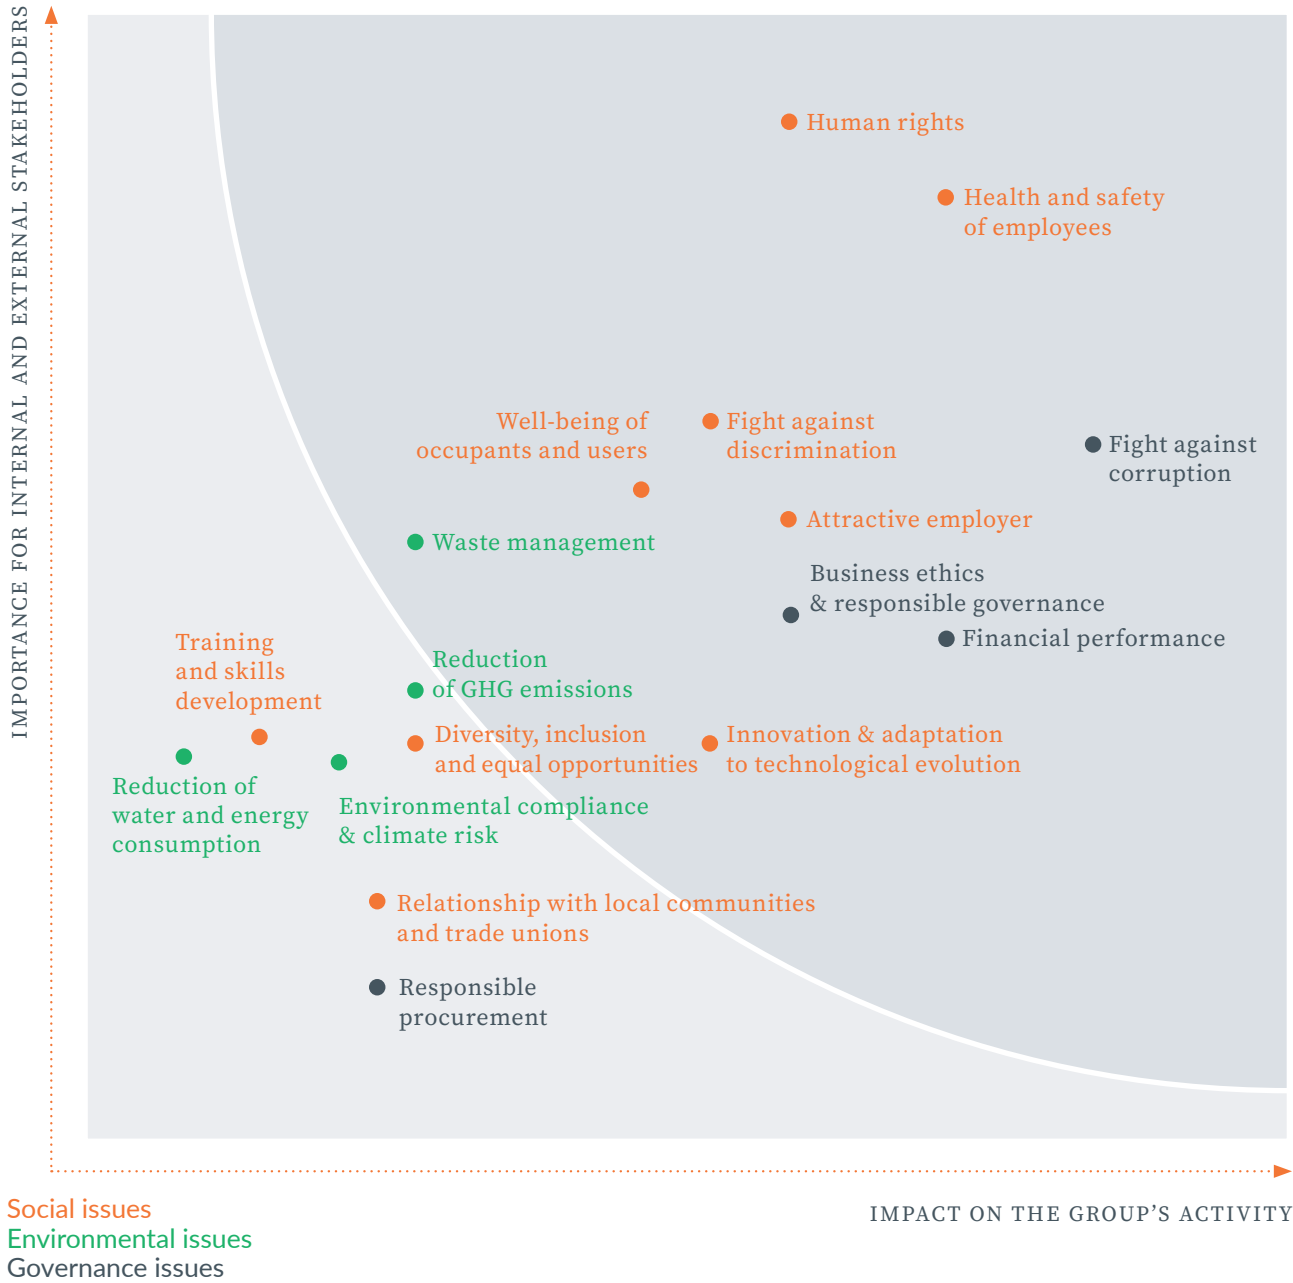 IMPORTANCE FOR INTERNAL AND EXTERNAL STAKEHOLDERS
Human rights
Health and safety
of employees
Well-being of
occupants and users
Fight against
discrimination
Fight against
corruption
Attractive employer
Waste management
Business ethics
& responsible governance
Financial performance
Training
and skills
development
Reduction
of GHG emissions
Diversity, inclusion
and equal opportunities
Innovation & adaptation
to technological evolution
Reduction of
water and energy
consumption
Environmental compliance
& climate risk
Relationship with local communities
and trade unions
Responsible
procurement
IMPACT ON THE GROUP’S ACTIVITY
Social issues
Environmental issues
Governance issues